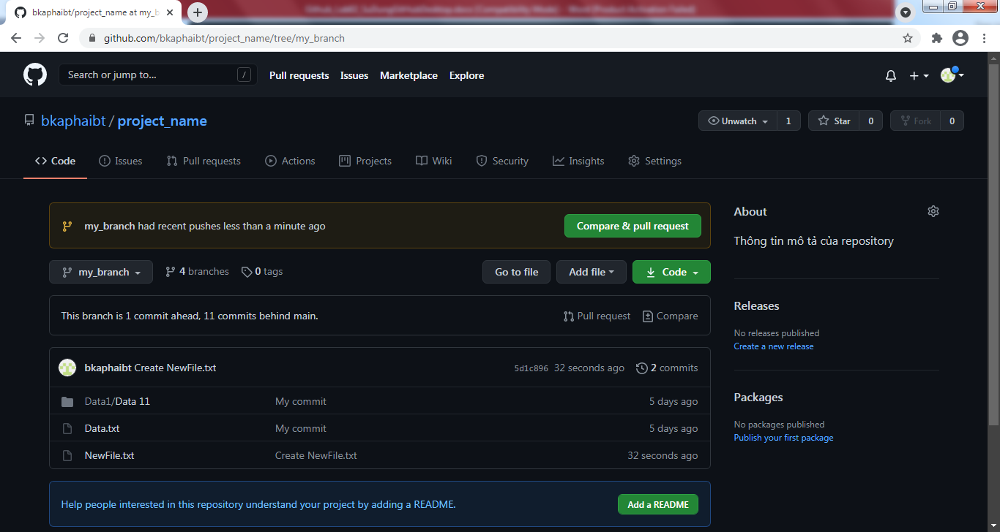 bkaphaibt/project_name at my_b
github.com/bkaphaibt/project_name/tree/my_branch
Search or jump to... / Pull requests Issues Marketplace Explore
bkaphaibt / project_name Unwatch 1 Star 0 Fork 0
Code Issues Pull requests Actions Projects Wiki Security Insights Settings
my_branch had recent pushes less than a minute ago Compare & pull request
my_branch 4 branches 0 tags Go to file Add file Code
This branch is 1 commit ahead, 11 commits behind main. Pull request Compare
bkaphaibt Create NewFile.txt 5d1c896 32 seconds ago 2 commits
Data1/Data 11 My commit 5 days ago
Data.txt My commit 5 days ago
NewFile.txt Create NewFile.txt 32 seconds ago
Help people interested in this repository understand your project by adding a README. Add a README
About
Thông tin mô tả của repository
Releases
No releases published
Create a new release
Packages
No packages published
Publish your first package